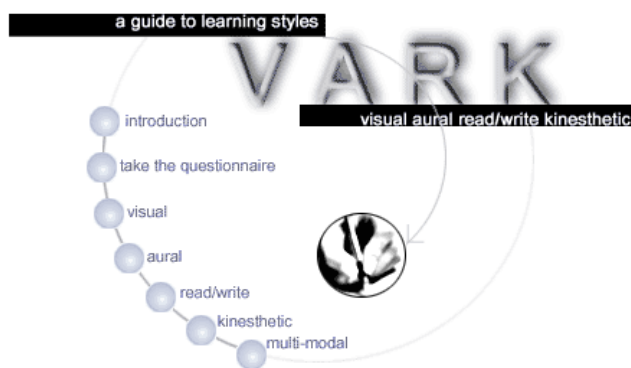 a guide to learning styles
VARK
visual aural read/write kinesthetic
introduction
take the questionnaire
visual
aural
read/write
kinesthetic
multi-modal